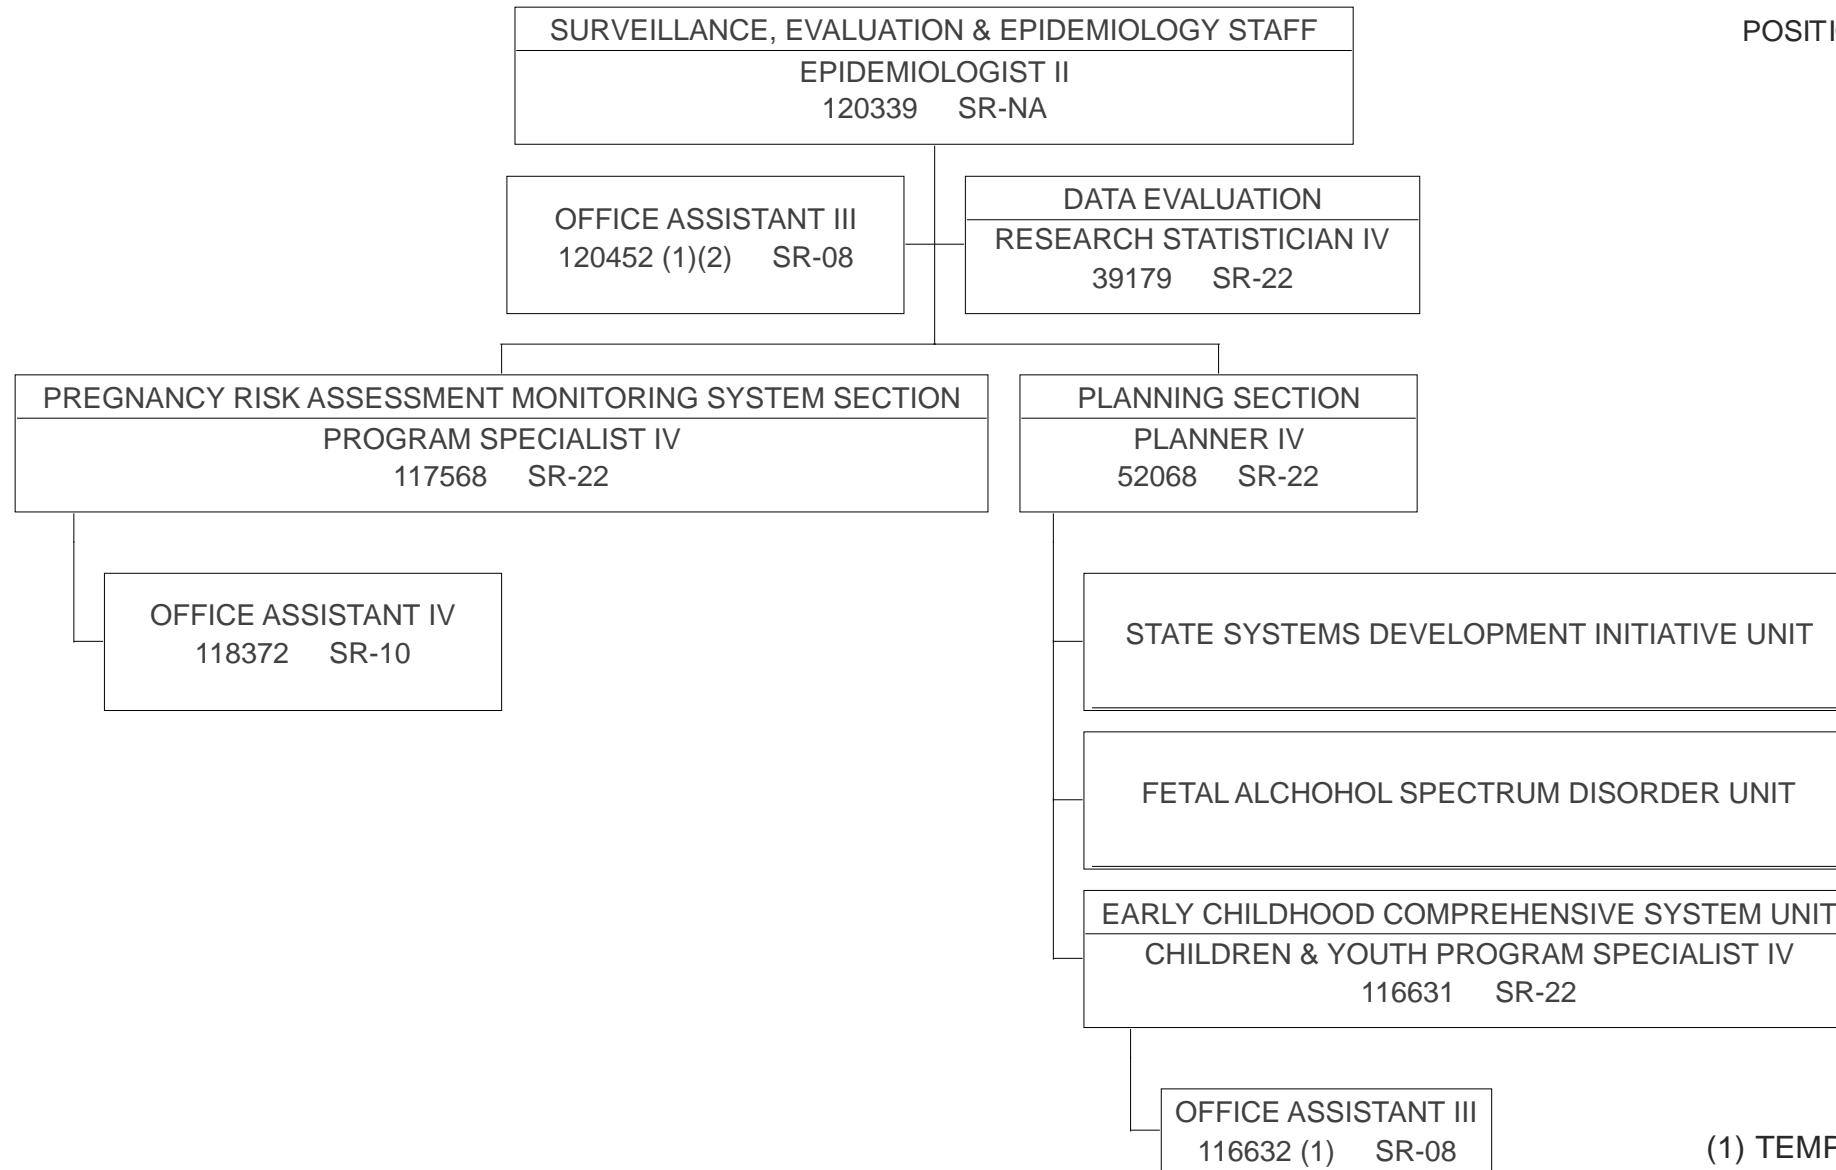 SURVEILLANCE, EVALUATION & EPIDEMIOLOGY STAFF
EPIDEMIOLOGIST II
120339 SR-NA
OFFICE ASSISTANT III
120452 (1)(2) SR-08
DATA EVALUATION
RESEARCH STATISTICIAN IV
39179 SR-22
PREGNANCY RISK ASSESSMENT MONITORING SYSTEM SECTION
PROGRAM SPECIALIST IV
117568 SR-22
PLANNING SECTION
PLANNER IV
52068 SR-22
OFFICE ASSISTANT IV
118372 SR-10
STATE SYSTEMS DEVELOPMENT INITIATIVE UNIT
FETAL ALCHOHOL SPECTRUM DISORDER UNIT
EARLY CHILDHOOD COMPREHENSIVE SYSTEM UNIT
CHILDREN & YOUTH PROGRAM SPECIALIST IV
116631 SR-22
OFFICE ASSISTANT III
116632 (1) SR-08
(1)